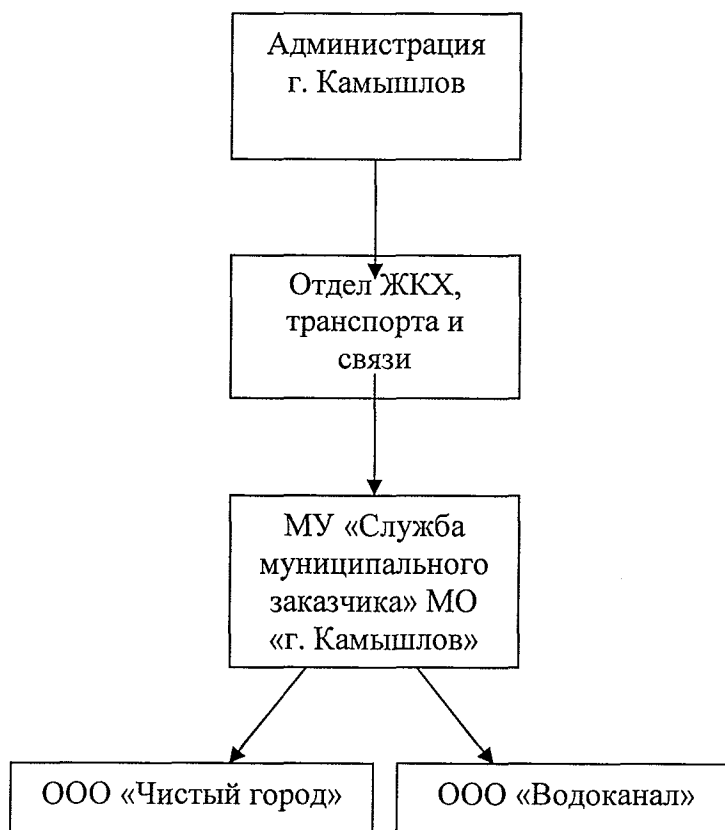 Администрация
г. Камышлов
Отдел ЖКХ,
транспорта и
связи
МУ «Служба
муниципального
заказчика» МО
«г. Камышлов»
ООО «Чистый город»
ООО «Водоканал»